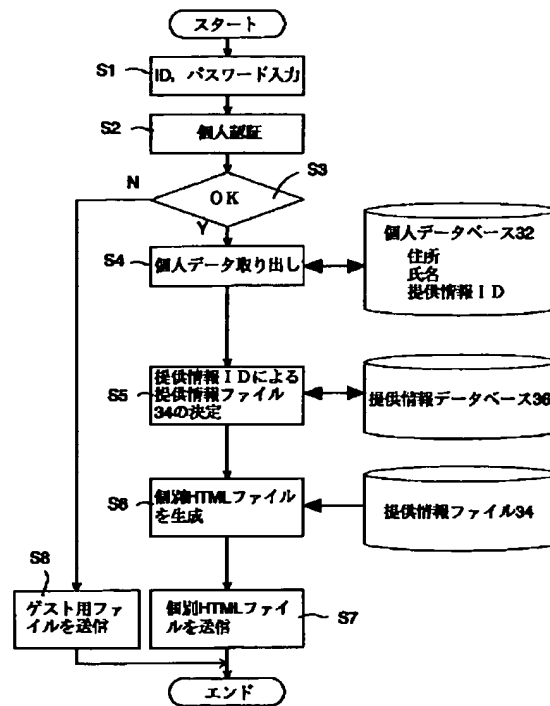 スタート
S1
ID，パスワード入力
S2
個人認証
S3
N
OK
Y
S4
個人データ取り出し
個人データベース32
住所
氏名
提供情報ＩＤ
S5
提供情報ＩＤによる
提供情報ファイル
34の決定
提供情報データベース36
S6
個別HTMLファイル
を生成
提供情報ファイル34
S8
ゲスト用ファ
イルを送信
個別HTMLファイ
ルを送信
S7
エンド